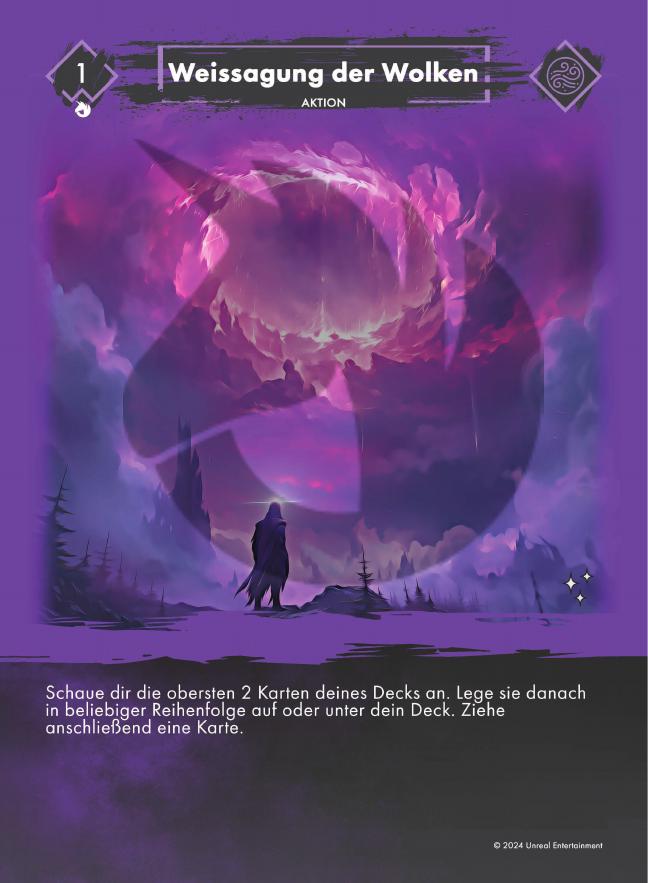 1
Weissagung der Wolken
AKTION
Schaue dir die obersten 2 Karten deines Decks an. Lege sie danach
in beliebiger Reihenfolge auf oder unter dein Deck. Ziehe
anschließend eine Karte.
© 2024 Unreal Entertainment